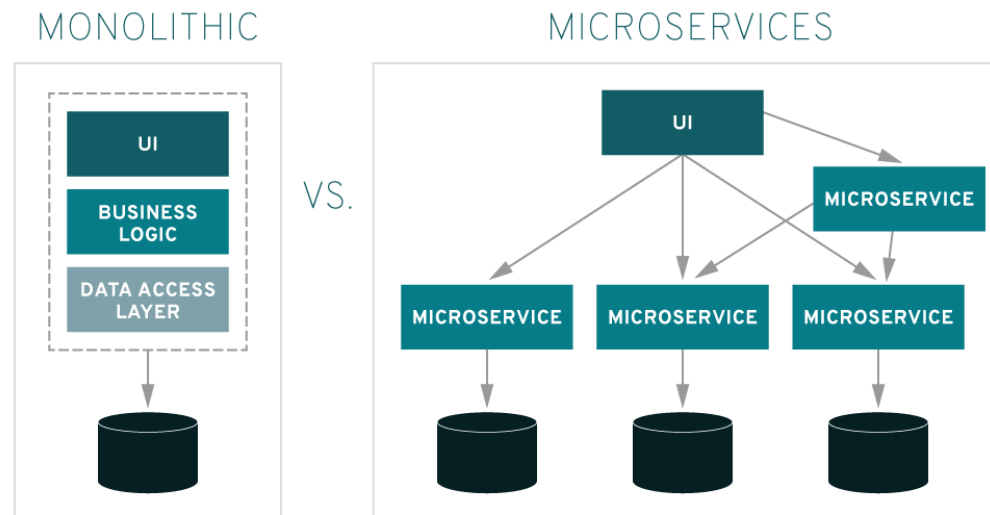 MONOLITHIC
MICROSERVICES
UI
BUSINESS
LOGIC
DATA ACCESS
LAYER
VS.
UI
MICROSERVICE
MICROSERVICE
MICROSERVICE
MICROSERVICE